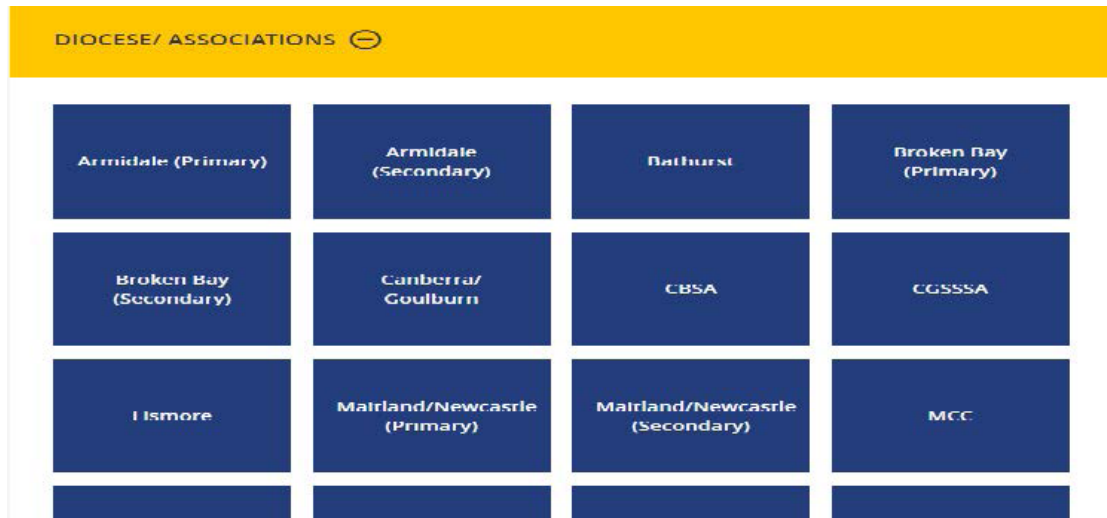 DIOCESE/ ASSOCIATIONS
Armidale (Primary)
Armidale
(Secondary)
Bathurst
Broken Bay
(Primary)
Broken Bay
(Secondary)
Canberra/
Goulburn
CBSA
CGSSSA
Lismore
Maitland/Newcastle
(Primary)
Maitland/Newcastle
(Secondary)
MCC